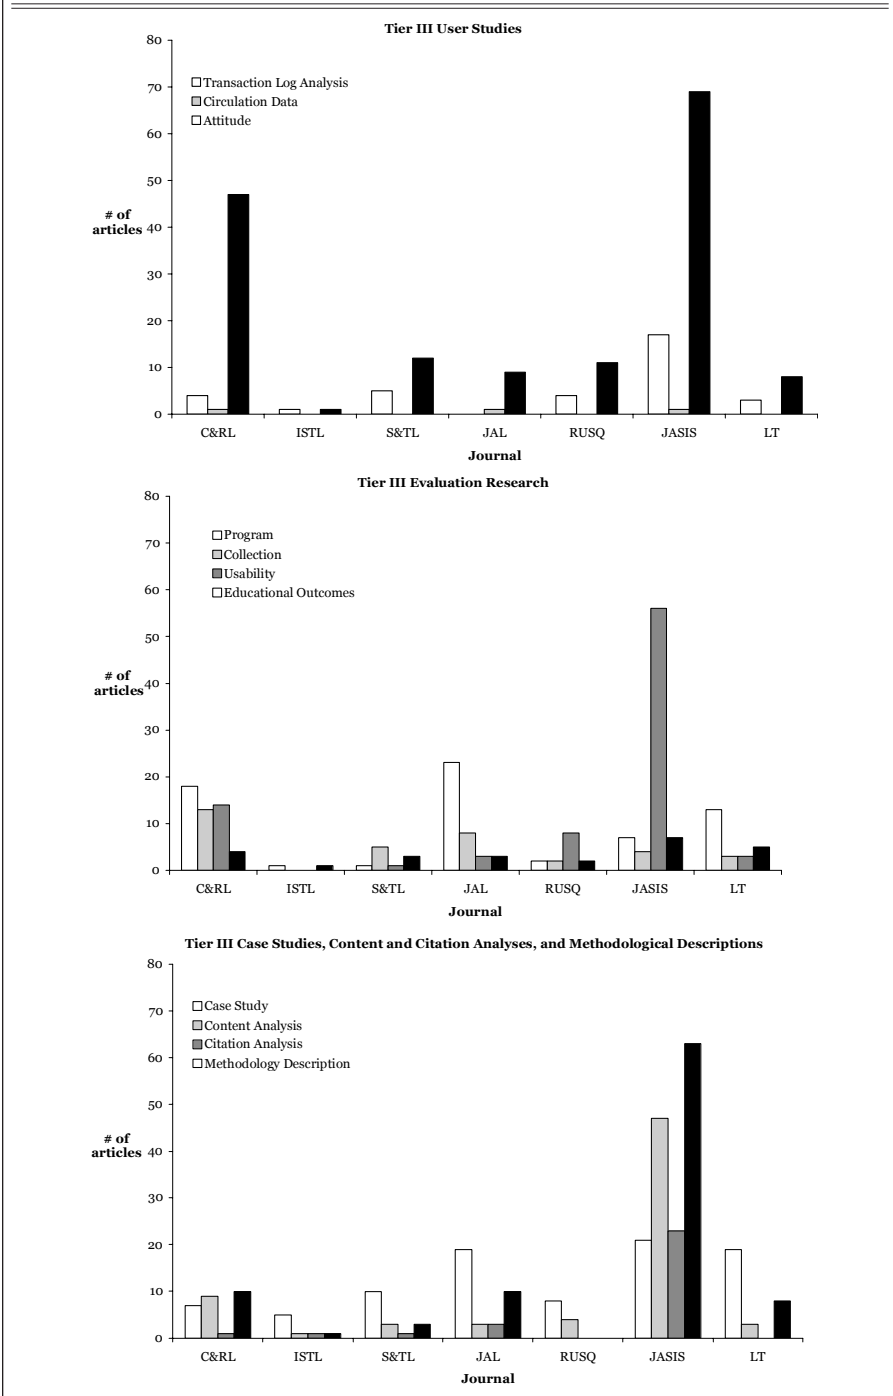 Tier III User Studies
80
70
60
50
40
30
20
10
0
# of
articles
Transaction Log Analysis
Circulation Data
Attitude
C&RL ISTL S&TL JAL RUSQ JASIS LT
Journal
Tier III Evaluation Research
80
70
60
50
40
30
20
10
0
# of
articles
Program
Collection
Usability
Educational Outcomes
C&RL ISTL S&TL JAL RUSQ JASIS LT
Journal
Tier III Case Studies, Content and Citation Analyses, and Methodological Descriptions
80
70
60
50
40
30
20
10
0
# of
articles
Case Study
Content Analysis
Citation Analysis
Methodology Description
C&RL ISTL S&TL JAL RUSQ JASIS LT
Journal